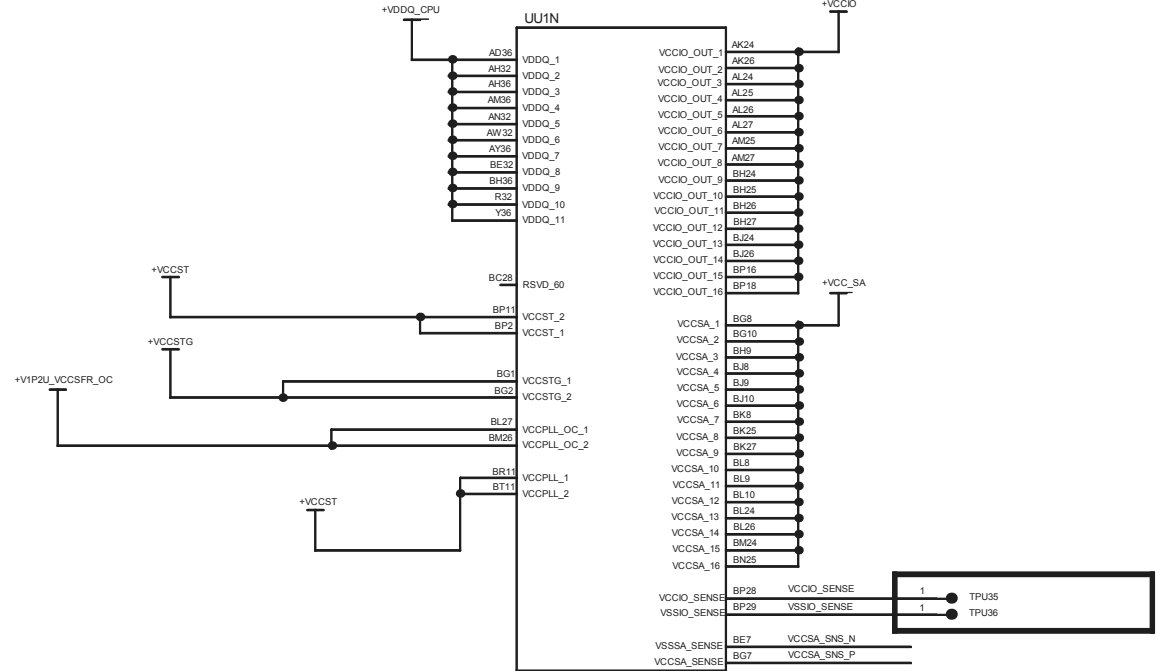 +VDDQ_CPU
UU1N
AD36 VDDQ_1
AH32 VDDQ_2
AH36 VDDQ_3
AM36 VDDQ_4
AN32 VDDQ_5
AW32 VDDQ_6
AY36 VDDQ_7
BE32 VDDQ_8
BH36 VDDQ_9
R32 VDDQ_10
Y36 VDDQ_11
BC28 RSVD_60
+VCCST
BP11 VCCST_2
BP2 VCCST_1
+VCCSTG
BG1 VCCSTG_1
BG2 VCCSTG_2
+V1P2U_VCCSFR_OC
BL27 VCCPLL_OC_1
BM26 VCCPLL_OC_2
BR11 VCCPLL_1
BT11 VCCPLL_2
+VCCST
+VCCIO
VCCIO_OUT_1 AK24
VCCIO_OUT_2 AK26
VCCIO_OUT_3 AL24
VCCIO_OUT_4 AL25
VCCIO_OUT_5 AL26
VCCIO_OUT_6 AL27
VCCIO_OUT_7 AM25
VCCIO_OUT_8 AM27
VCCIO_OUT_9 BH24
VCCIO_OUT_10 BH25
VCCIO_OUT_11 BH26
VCCIO_OUT_12 BH27
VCCIO_OUT_13 BJ24
VCCIO_OUT_14 BJ26
VCCIO_OUT_15 BP16
VCCIO_OUT_16 BP18
+VCC_SA
VCCSA_1 BG8
VCCSA_2 BG10
VCCSA_3 BH9
VCCSA_4 BJ8
VCCSA_5 BJ9
VCCSA_6 BJ10
VCCSA_7 BK8
VCCSA_8 BK25
VCCSA_9 BK27
VCCSA_10 BL8
VCCSA_11 BL9
VCCSA_12 BL10
VCCSA_13 BL24
VCCSA_14 BL26
VCCSA_15 BM24
VCCSA_16 BN25
VCCIO_SENSE BP28 VCCIO_SENSE 1 TPU35
VSSIO_SENSE BP29 VSSIO_SENSE 1 TPU36
VSSSA_SENSE BE7 VCCSA_SNS_N
VCCSA_SENSE BG7 VCCSA_SNS_P